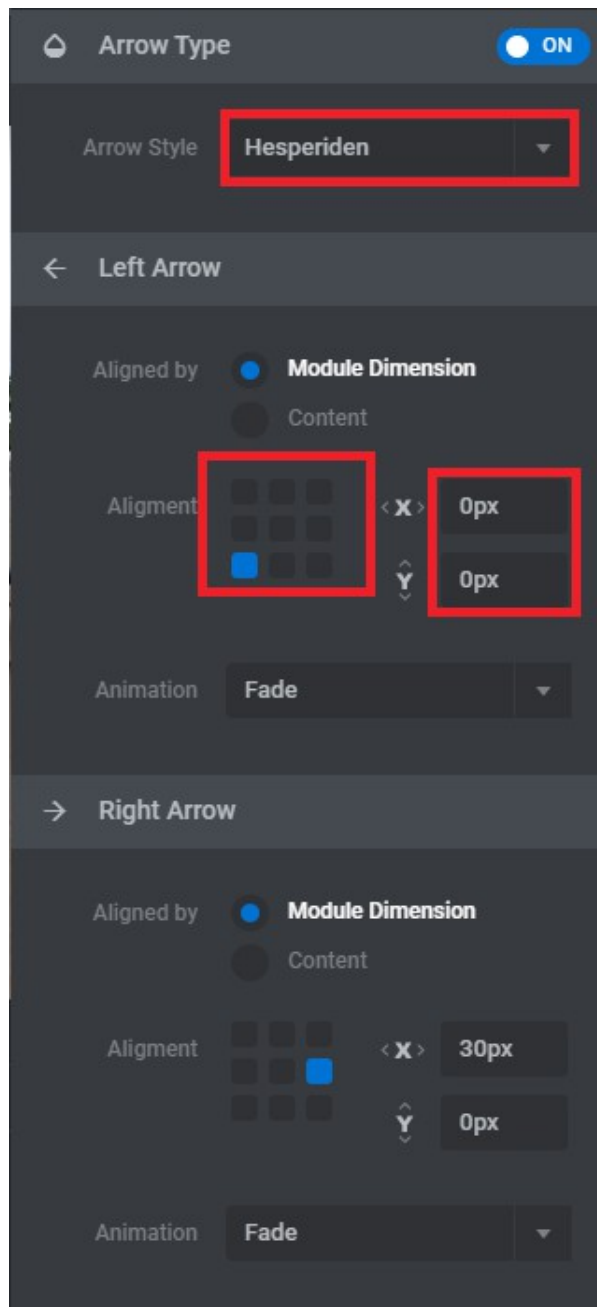 Arrow Type ON
Arrow Style Hesperiden
Left Arrow
Aligned by Module Dimension
Content
Aligment X 0px
Y 0px
Animation Fade
Right Arrow
Aligned by Module Dimension
Content
Aligment X 30px
Y 0px
Animation Fade